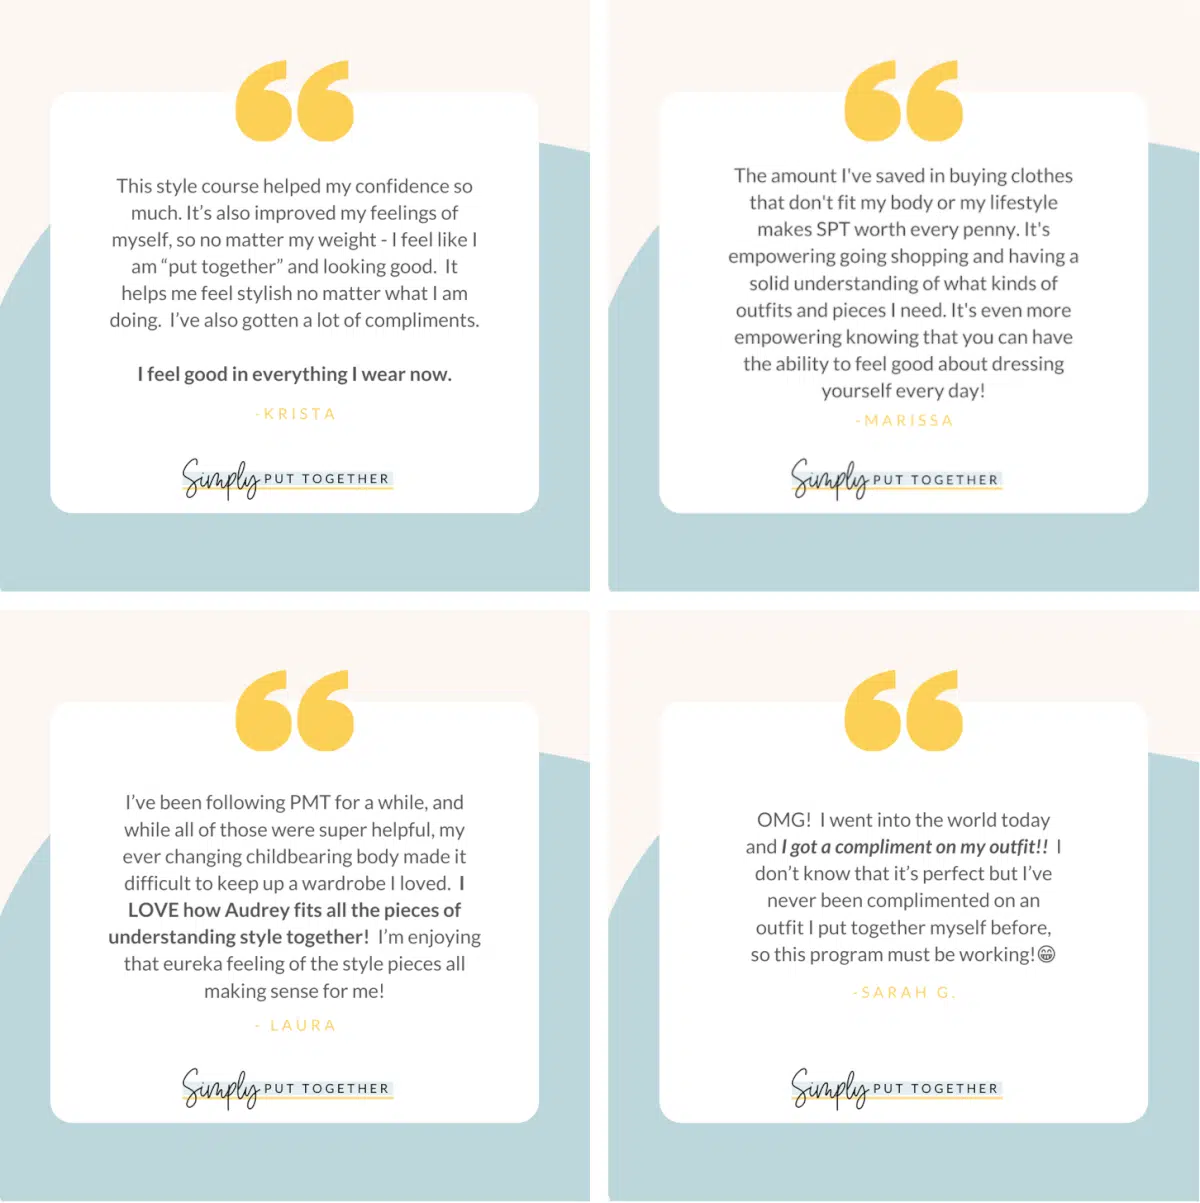 This style course helped my confidence so
much. It’s also improved my feelings of
myself, so no matter my weight - I feel like I
am “put together” and looking good.  It
helps me feel stylish no matter what I am
doing.  I’ve also gotten a lot of compliments.
I feel good in everything I wear now.
-KRISTA
Simply PUT TOGETHER
The amount I've saved in buying clothes
that don't fit my body or my lifestyle
makes SPT worth every penny. It's
empowering going shopping and having a
solid understanding of what kinds of
outfits and pieces I need. It's even more
empowering knowing that you can have
the ability to feel good about dressing
yourself every day!
-MARISSA
Simply PUT TOGETHER
I’ve been following PMT for a while, and
while all of those were super helpful, my
ever changing childbearing body made it
difficult to keep up a wardrobe I loved.  I
LOVE how Audrey fits all the pieces of
understanding style together!  I’m enjoying
that eureka feeling of the style pieces all
making sense for me!
- LAURA
Simply PUT TOGETHER
OMG!  I went into the world today
and I got a compliment on my outfit!!  I
don’t know that it’s perfect but I’ve
never been complimented on an
outfit I put together myself before,
so this program must be working!😁
-SARAH G.
Simply PUT TOGETHER